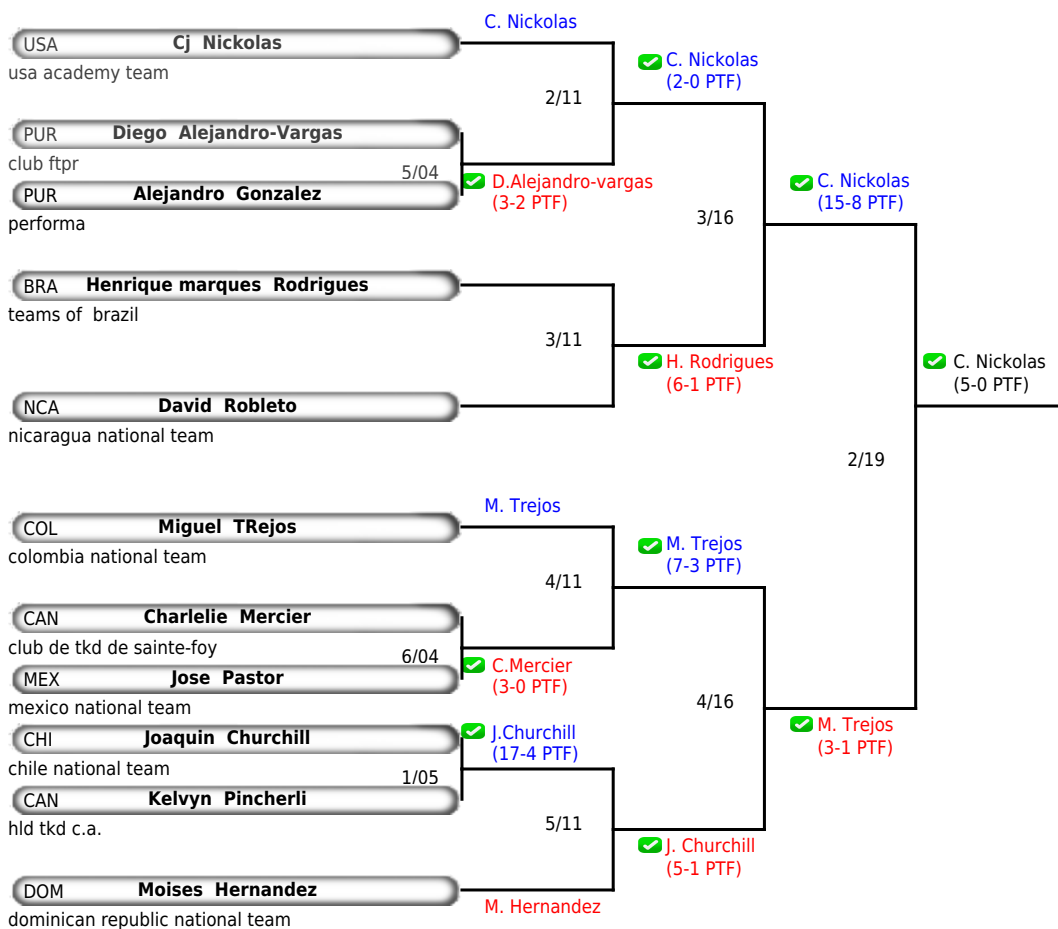 C. Nickolas
USA Cj Nickolas
usa academy team
C. Nickolas
(2-0 PTF)
2/11
PUR Diego Alejandro-Vargas
club ftpr
5/04
PUR Alejandro Gonzalez
performa
D.Alejandro-vargas
(3-2 PTF)
C. Nickolas
(15-8 PTF)
3/16
BRA Henrique marques Rodrigues
teams of brazil
3/11
H. Rodrigues
(6-1 PTF)
C. Nickolas
(5-0 PTF)
NCA David Robleto
nicaragua national team
2/19
M. Trejos
COL Miguel TRejos
colombia national team
M. Trejos
(7-3 PTF)
4/11
CAN Charlelie Mercier
club de tkd de sainte-foy
6/04
MEX Jose Pastor
mexico national team
C.Mercier
(3-0 PTF)
4/16
CHI Joaquin Churchill
chile national team
J.Churchill
(17-4 PTF)
M. Trejos
(3-1 PTF)
1/05
CAN Kelvyn Pincherli
hld tkd c.a.
5/11
J. Churchill
(5-1 PTF)
DOM Moises Hernandez
dominican republic national team
M. Hernandez